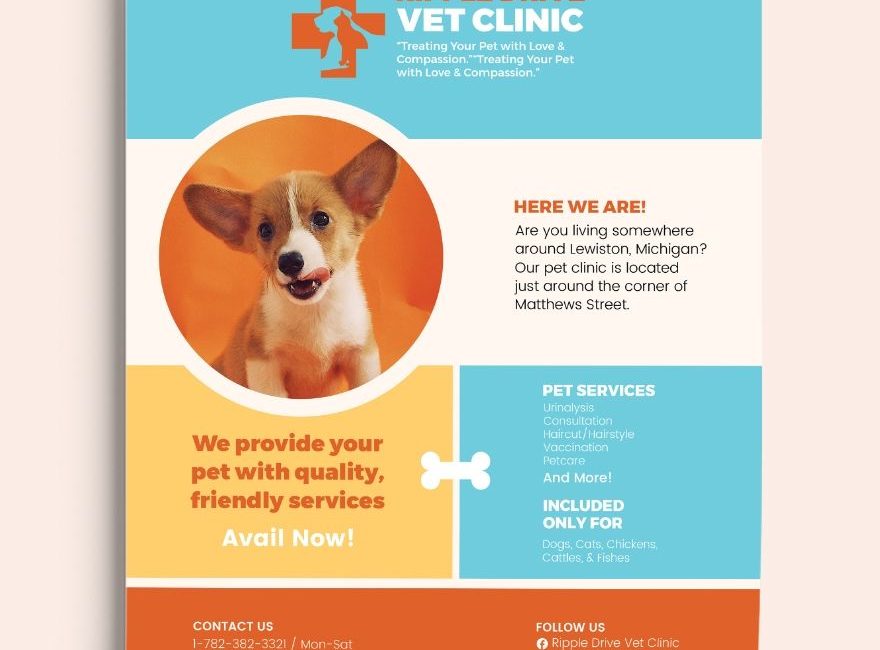 RIPPLE DRIVE
VET CLINIC
"Treating Your Pet with Love &
Compassion.""Treating Your Pet
with Love & Compassion."
HERE WE ARE!
Are you living somewhere
around Lewiston, Michigan?
Our pet clinic is located
just around the corner of
Matthews Street.
We provide your
pet with quality,
friendly services
Avail Now!
PET SERVICES
Urinalysis
Consultation
Haircut/Hairstyle
Vaccination
Petcare
And More!
INCLUDED
ONLY FOR
Dogs, Cats, Chickens,
Cattles, & Fishes
CONTACT US
1-782-382-3321 / Mon-Sat
FOLLOW US
Ripple Drive Vet Clinic